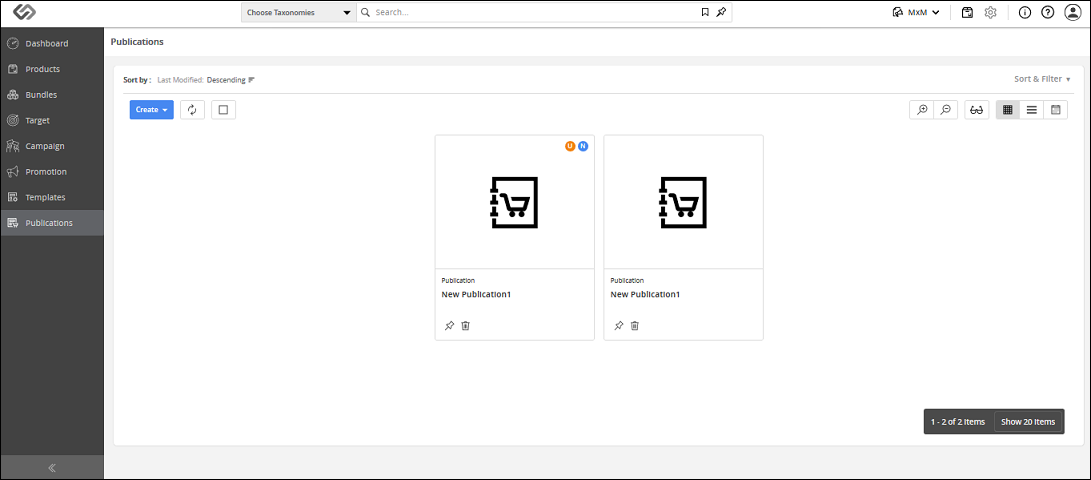 Choose Taxonomies
Search...
MxM
Dashboard
Products
Bundles
Target
Campaign
Promotion
Templates
Publications
Publications
Sort by : Last Modified: Descending
Sort & Filter
Create
U N
Publication
New Publication1
Publication
New Publication1
1 - 2 of 2 Items
Show 20 Items